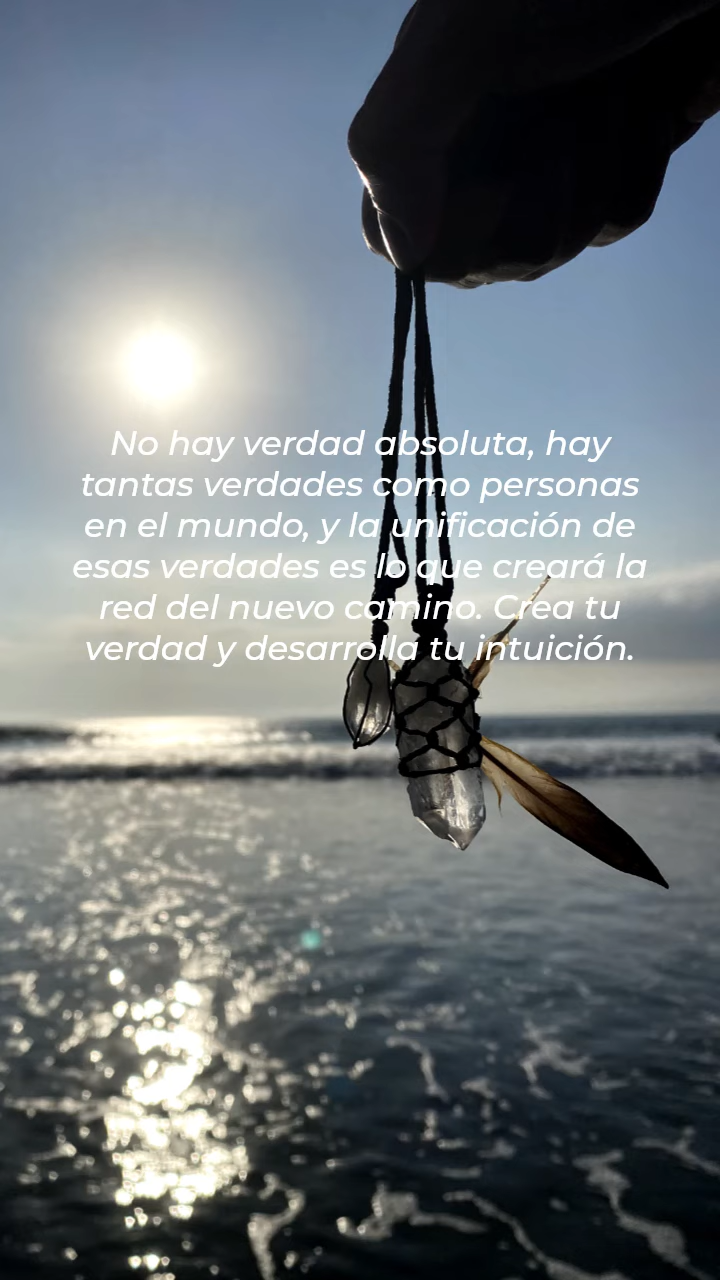 No hay verdad absoluta, hay
tantas verdades como personas
en el mundo, y la unificación de
esas verdades es lo que creará la
red del nuevo camino. Crea tu
verdad y desarrolla tu intuición.